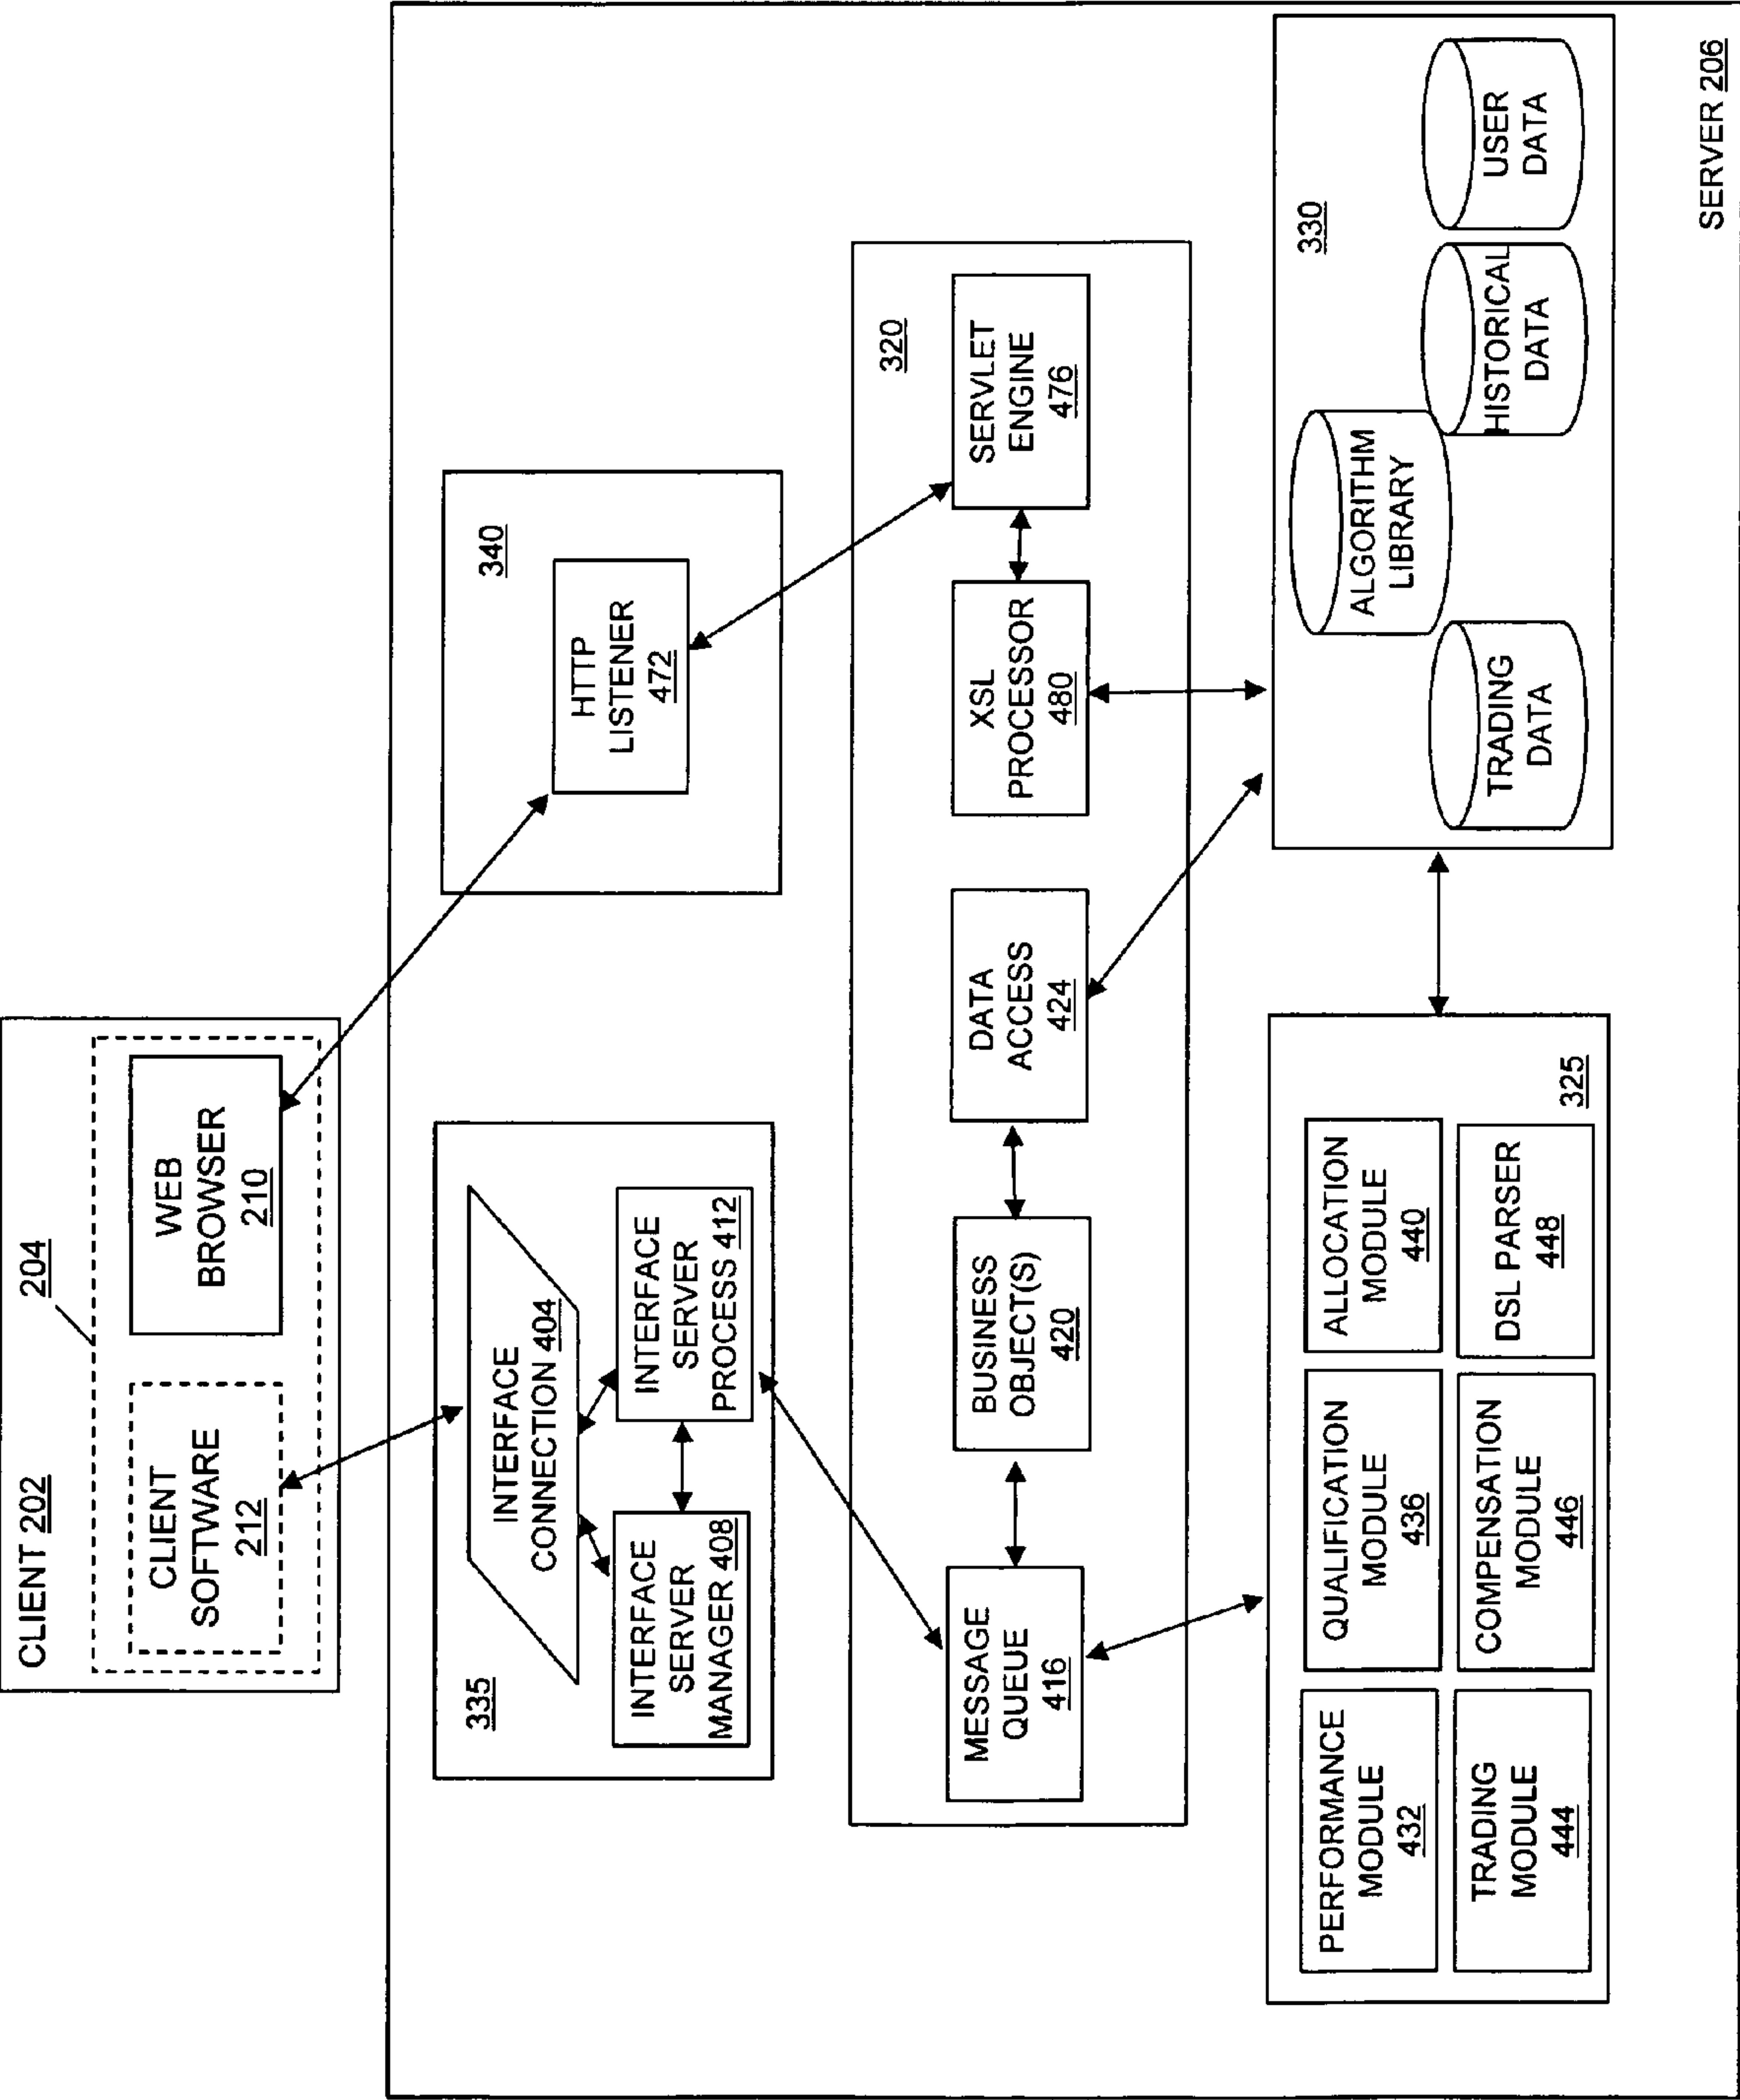 CLIENT 202
204
CLIENT
SOFTWARE
212
WEB
BROWSER
210
335
INTERFACE
CONNECTION 404
INTERFACE
SERVER
MANAGER 408
INTERFACE
SERVER
PROCESS 412
340
HTTP
LISTENER
472
320
MESSAGE
QUEUE
416
BUSINESS
OBJECT(S)
420
DATA
ACCESS
424
XSL
PROCESSOR
480
SERVLET
ENGINE
476
PERFORMANCE
MODULE
432
QUALIFICATION
MODULE
436
ALLOCATION
MODULE
440
TRADING
MODULE
444
COMPENSATION
MODULE
446
DSL PARSER
448
325
330
ALGORITHM
LIBRARY
TRADING
DATA
HISTORICAL
DATA
USER
DATA
SERVER 206